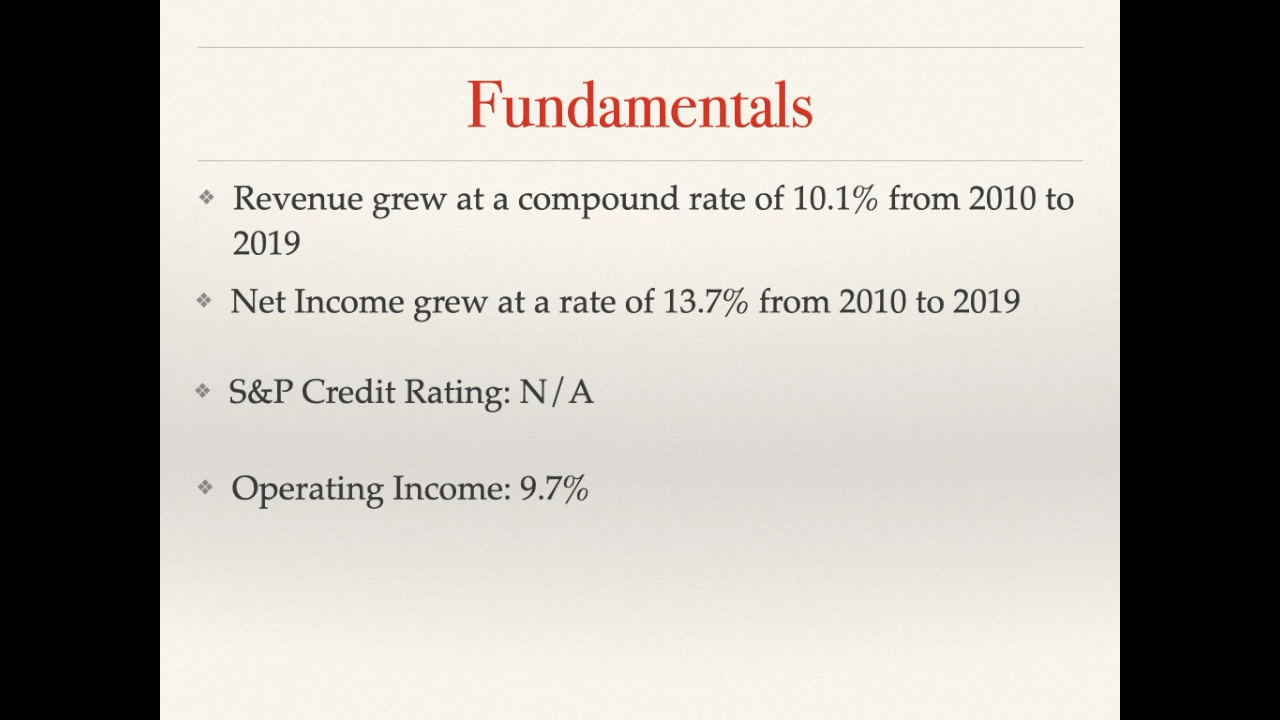 Fundamentals
Revenue grew at a compound rate of 10.1% from 2010 to
2019
Net Income grew at a rate of 13.7% from 2010 to 2019
S&P Credit Rating: N/A
Operating Income: 9.7%